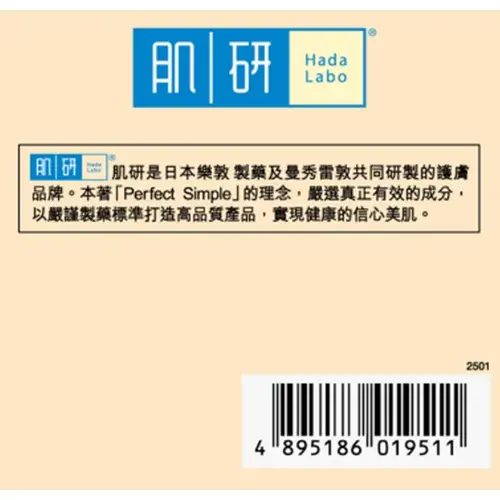 肌研 Hada Labo ®
肌研 Hada Labo ® 肌研是日本樂敦 製藥及曼秀雷敦共同研製的護膚
品牌。本著「Perfect Simple」的理念，嚴選真正有效的成分，
以嚴謹製藥標準打造高品質產品，實現健康的信心美肌。
2501
4 895186 019511